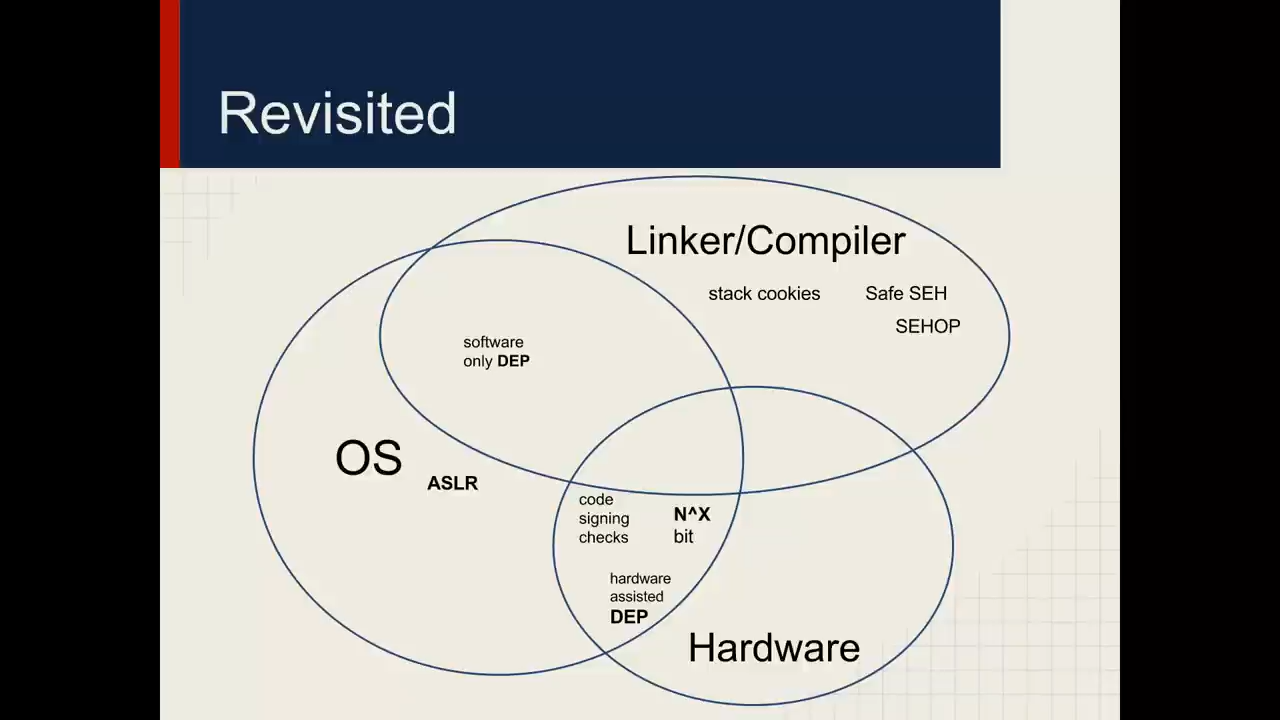 Revisited
Linker/Compiler
stack cookies
Safe SEH
SEHOP
software
only DEP
OS
ASLR
code
signing
checks
N^X
bit
hardware
assisted
DEP
Hardware